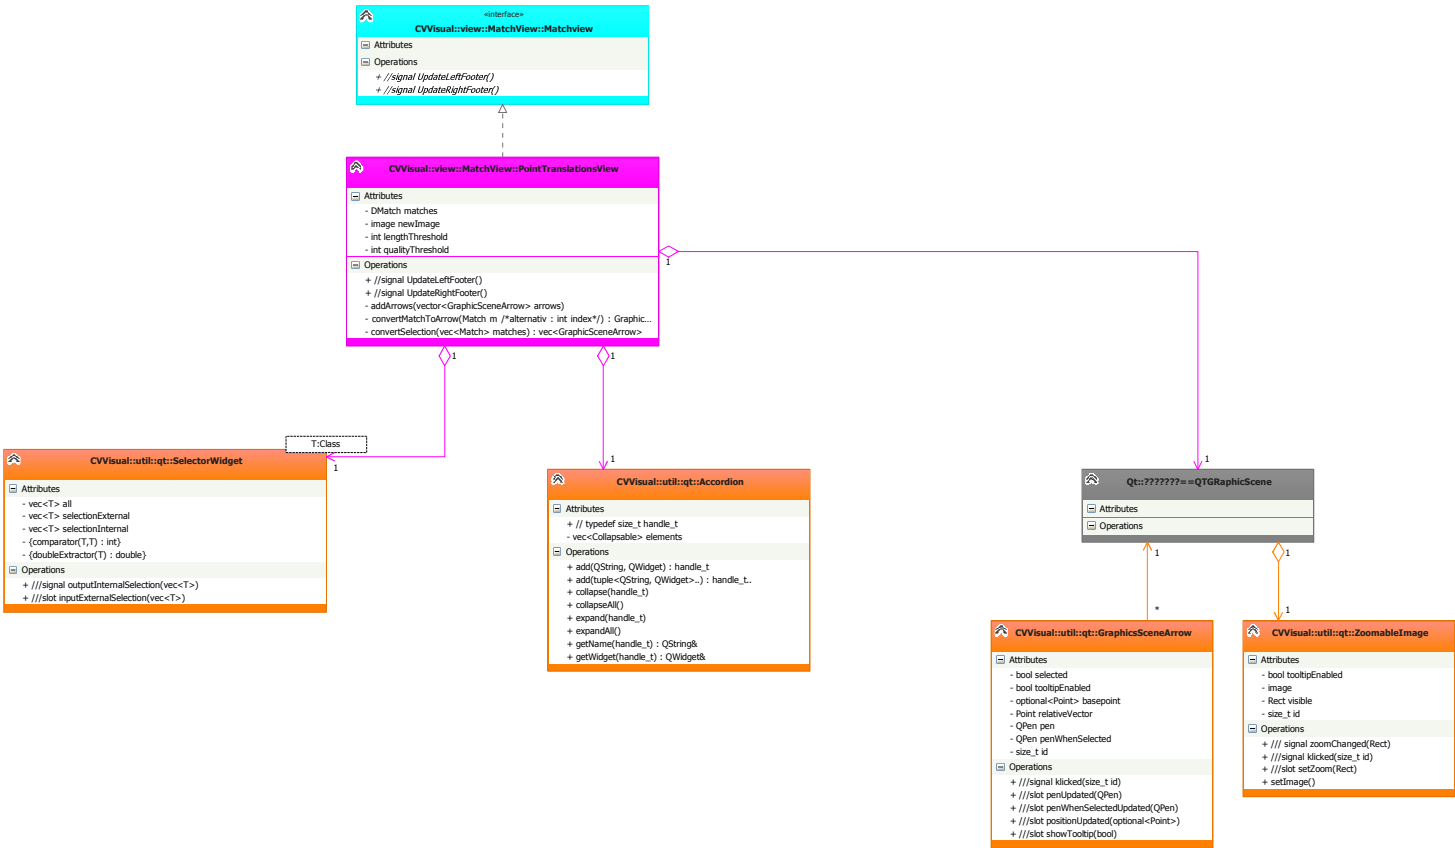 «interface»
CVVisual::view::MatchView::Matchview
Attributes
Operations
+ //signal UpdateLeftFooter()
+ //signal UpdateRightFooter()
CVVisual::view::MatchView::PointTranslationsView
Attributes
- DMatch matches
- image newImage
- int lengthThreshold
- int qualityThreshold
Operations
+ //signal UpdateLeftFooter()
+ //signal UpdateRightFooter()
- addArrows(vector<GraphicSceneArrow> arrows)
- convertMatchToArrow(Match m /*alternativ : int index*/) : Graphic...
- convertSelection(vec<Match> matches) : vec<GraphicSceneArrow>
1
1
1
T:Class
1
CVVisual::util::qt::SelectorWidget
Attributes
- vec<T> all
- vec<T> selectionExternal
- vec<T> selectionInternal
- {comparator(T,T) : int}
- {doubleExtractor(T) : double}
Operations
+ ///signal outputInternalSelection(vec<T>)
+ ///slot inputExternalSelection(vec<T>)
1
CVVisual::util::qt::Accordion
Attributes
+ // typedef size_t handle_t
- vec<Collapsable> elements
Operations
+ add(QString, QWidget) : handle_t
+ add(tuple<QString, QWidget>..) : handle_t..
+ collapse(handle_t)
+ collapseAll()
+ expand(handle_t)
+ expandAll()
+ getName(handle_t) : QString&
+ getWidget(handle_t) : QWidget&
1
Qt::???????==QTGRaphicScene
Attributes
Operations
1
1
*
1
CVVisual::util::qt::GraphicsSceneArrow
Attributes
- bool selected
- bool tooltipEnabled
- optional<Point> basepoint
- Point relativeVector
- QPen pen
- QPen penWhenSelected
- size_t id
Operations
+ ///signal klicked(size_t id)
+ ///slot penUpdated(QPen)
+ ///slot penWhenSelectedUpdated(QPen)
+ ///slot positionUpdated(optional<Point>)
+ ///slot showTooltip(bool)
CVVisual::util::qt::ZoomableImage
Attributes
- bool tooltipEnabled
- image
- Rect visible
- size_t id
Operations
+ /// signal zoomChanged(Rect)
+ ///signal klicked(size_t id)
+ ///slot setZoom(Rect)
+ setImage()